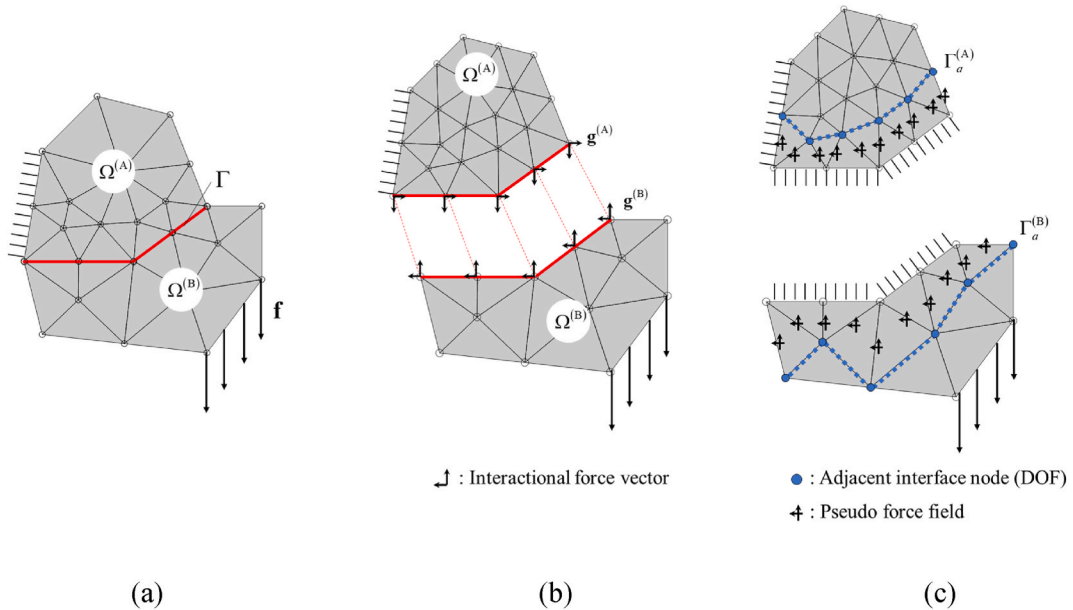 Ω(A)
Γ
Ω(B)
f
(a)
Ω(A)
g(A)
g(B)
Ω(B)
: Interactional force vector
(b)
Γa(A)
Γa(B)
: Adjacent interface node (DOF)
: Pseudo force field
(c)